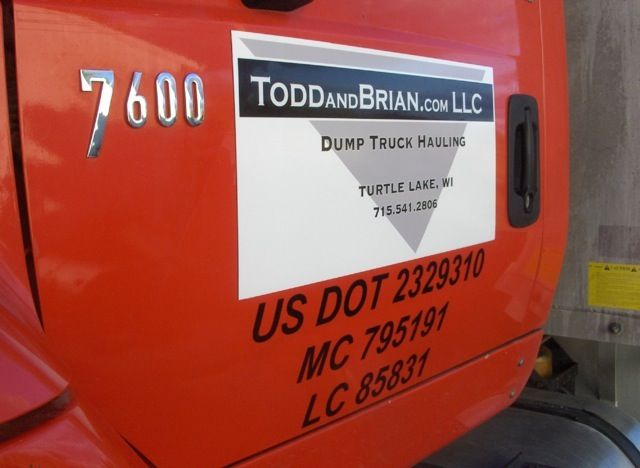 7600
TODDANDBRIAN.COM LLC
DUMP TRUCK HAULING
TURTLE LAKE, WI
715.541.2806
US DOT 2329310
MC 795191
LC 85831